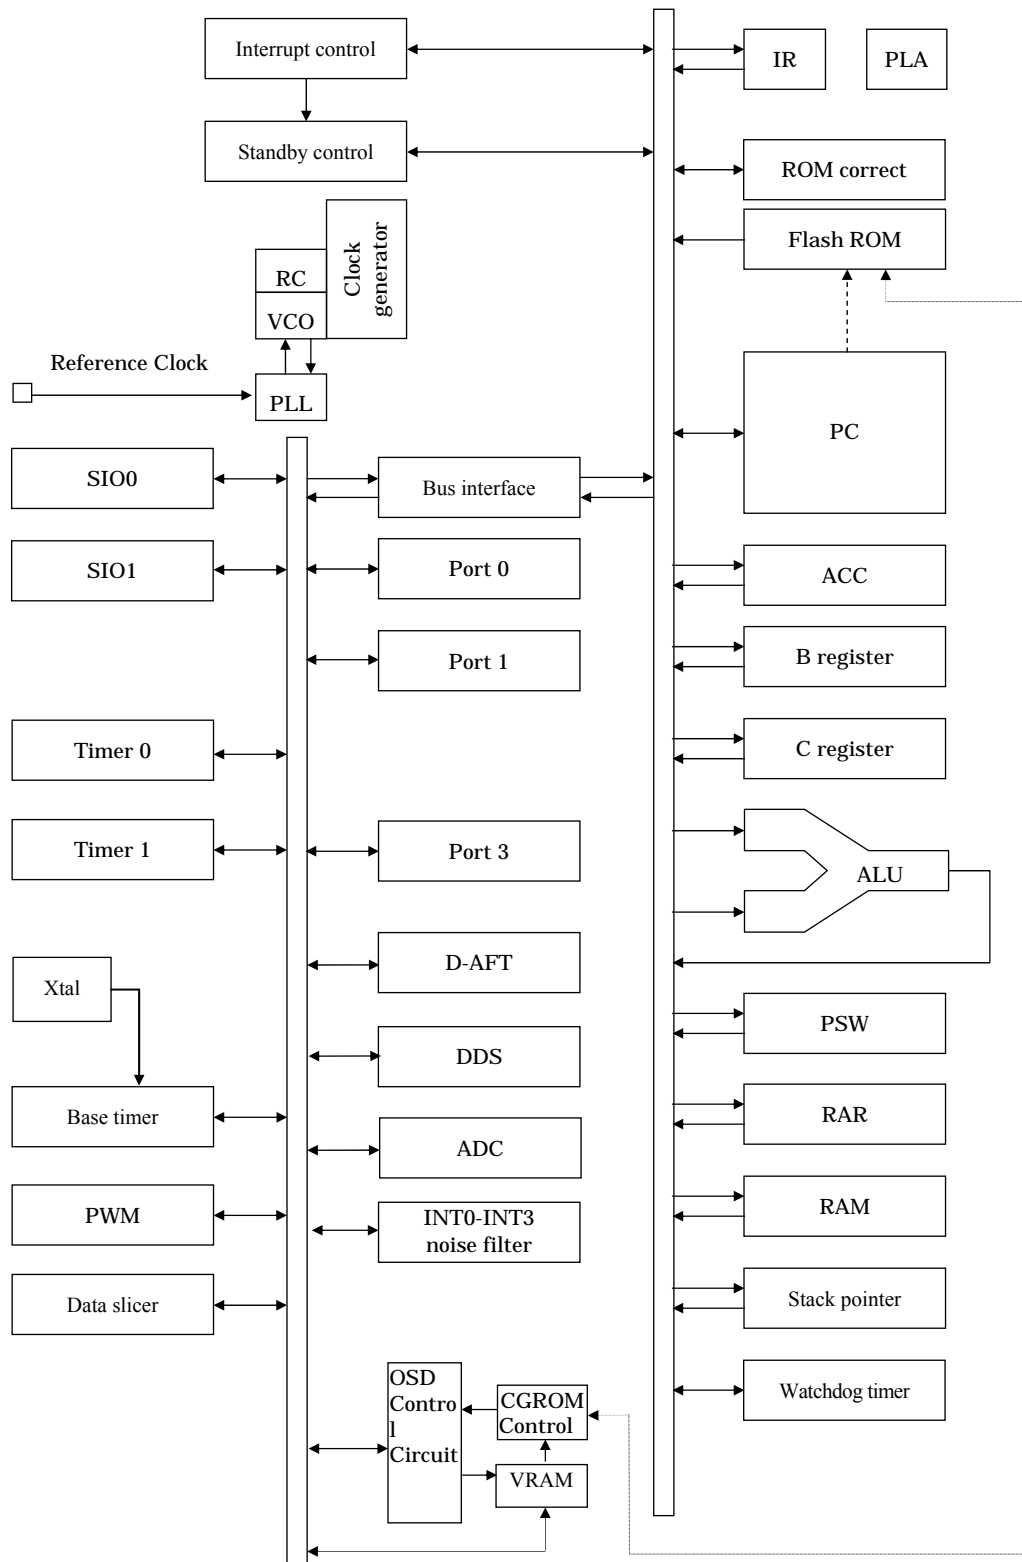 Interrupt control
IR
PLA
Standby control
ROM correct
Flash ROM
Clock
generator
RC
VCO
Reference Clock
PLL
PC
SIO0
Bus interface
SIO1
Port 0
ACC
Port 1
B register
Timer 0
C register
Timer 1
Port 3
ALU
D-AFT
Xtal
PSW
DDS
Base timer
RAR
ADC
PWM
INT0-INT3
noise filter
RAM
Data slicer
Stack pointer
OSD
Contro
l
Circuit
CGROM
Control
Watchdog timer
VRAM